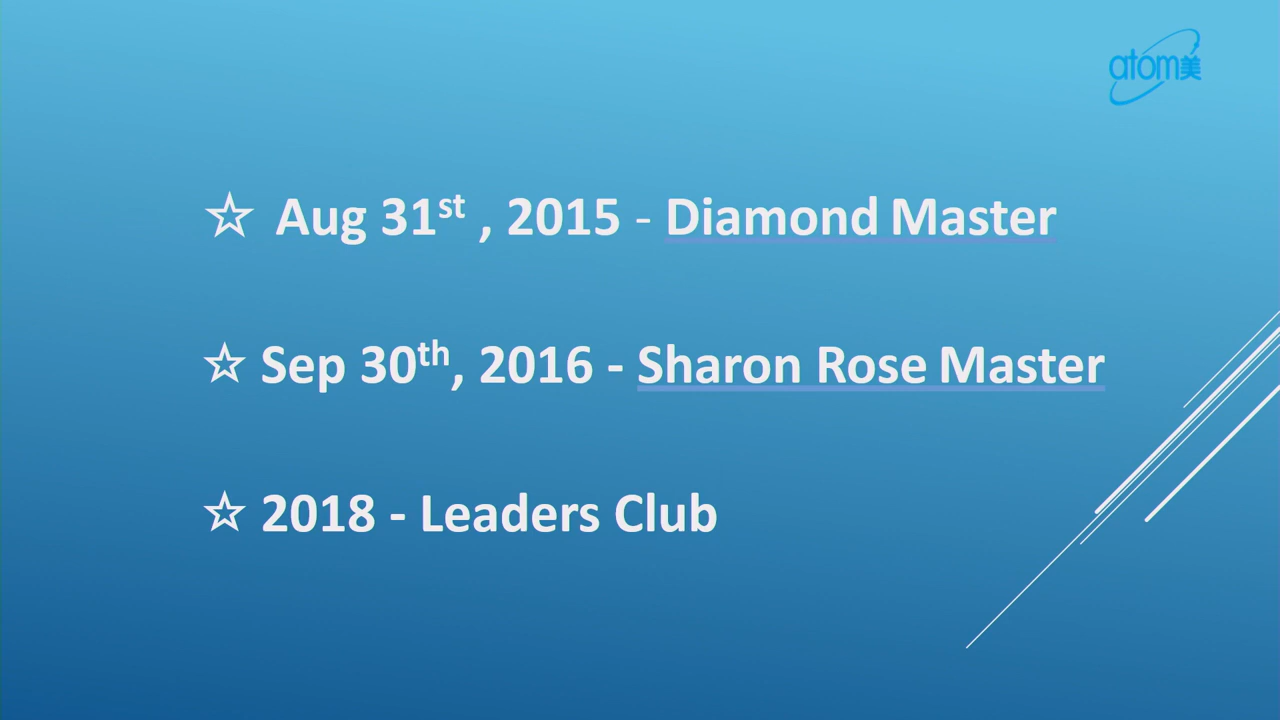 atom美
☆ Aug 31st , 2015 - Diamond Master
☆ Sep 30th, 2016 - Sharon Rose Master
☆ 2018 - Leaders Club